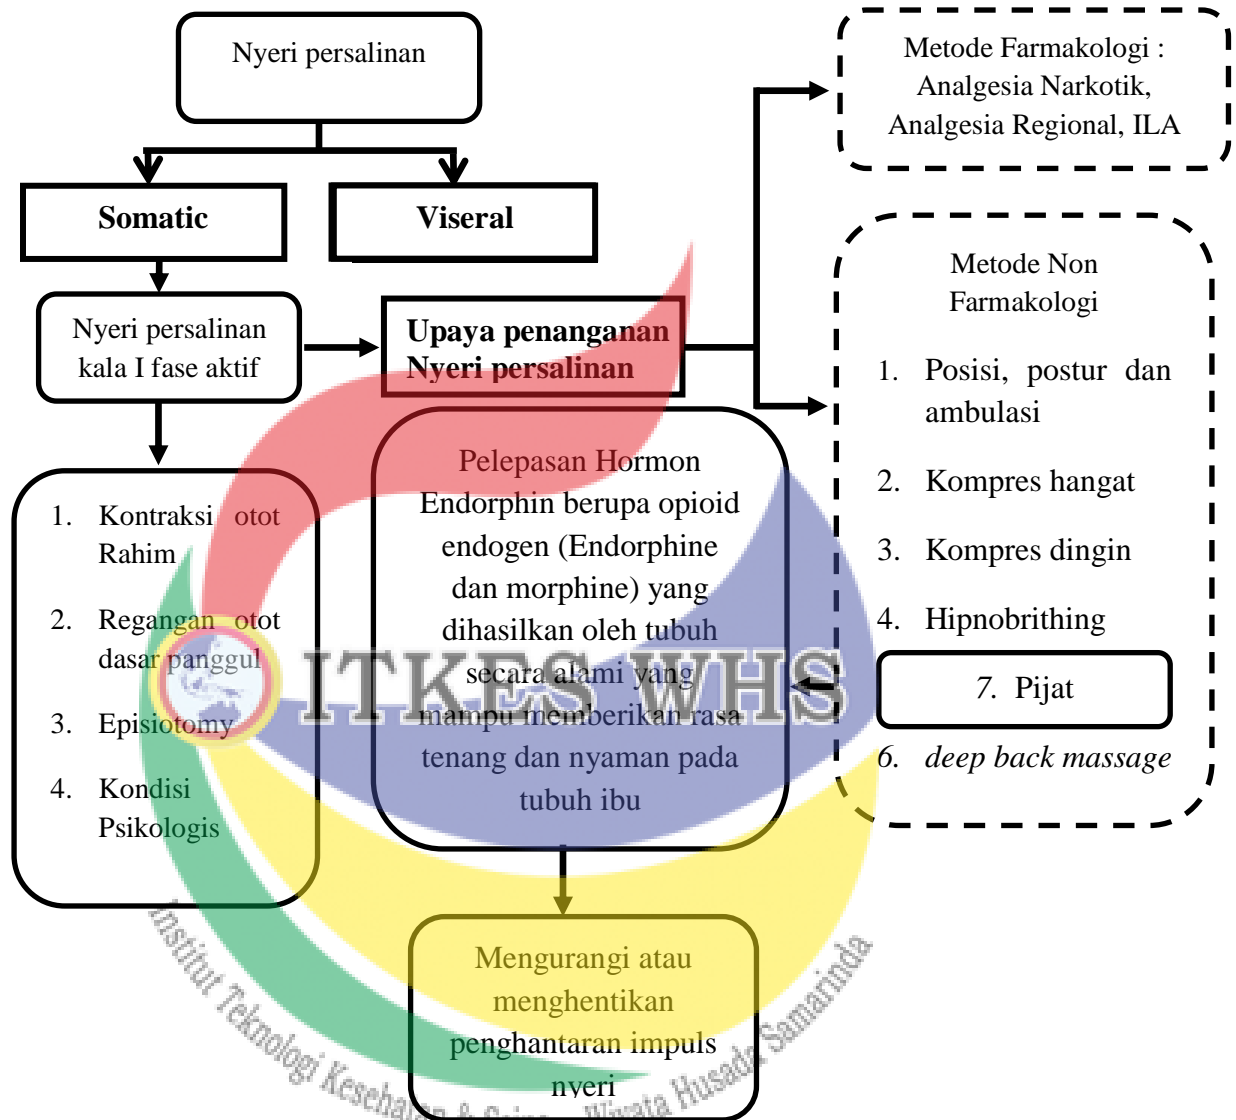 Nyeri persalinan
Somatic
Viseral
Nyeri persalinan
kala I fase aktif
Upaya penanganan
Nyeri persalinan
1. Kontraksi otot
Rahim
2. Regangan otot
dasar panggul
3. Episiotomy
4. Kondisi
Psikologis
Pelepasan Hormon
Endorphin berupa opioid
endogen (Endorphine
dan morphine) yang
dihasilkan oleh tubuh
secara alami yang
mampu memberikan rasa
tenang dan nyaman pada
tubuh ibu
Mengurangi atau
menghentikan
penghantaran impuls
nyeri
Metode Farmakologi :
Analgesia Narkotik,
Analgesia Regional, ILA
Metode Non
Farmakologi
1. Posisi, postur dan
ambulasi
2. Kompres hangat
3. Kompres dingin
4. Hipnobrithing
7. Pijat
6. deep back massage
ITKES WHS
Institut Teknologi Kesehatan & Sains Wiyata Husada Samarinda